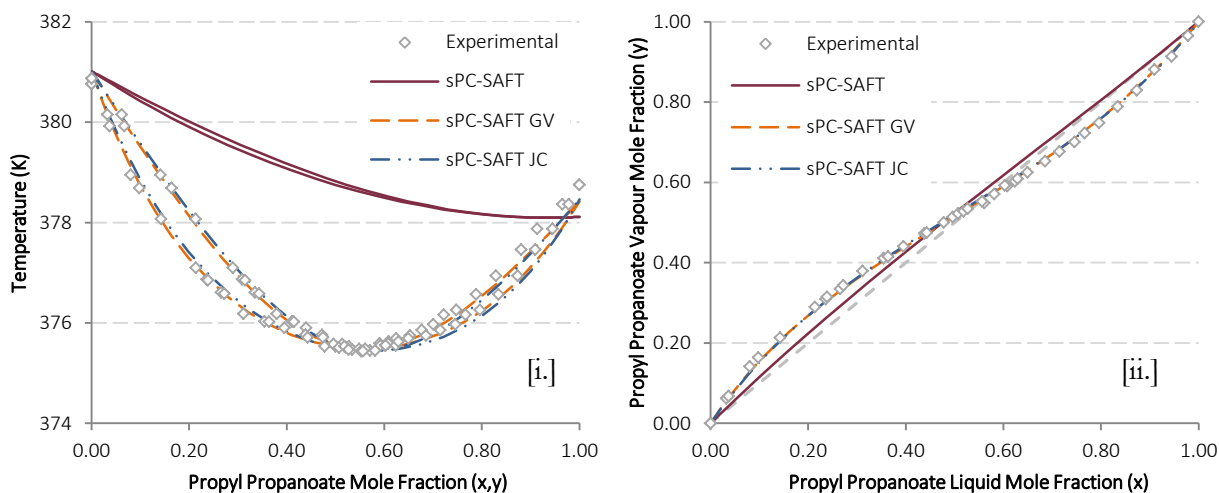 382
380
378
376
374
Temperature (K)
Experimental
sPC-SAFT
sPC-SAFT GV
sPC-SAFT JC
[i.]
0.00
0.20
0.40
0.60
0.80
1.00
Propyl Propanoate Mole Fraction (x,y)
1.00
0.80
0.60
0.40
0.20
0.00
Propyl Propanoate Vapour Mole Fraction (y)
Experimental
sPC-SAFT
sPC-SAFT GV
sPC-SAFT JC
[ii.]
0.00
0.20
0.40
0.60
0.80
1.00
Propyl Propanoate Liquid Mole Fraction (x)